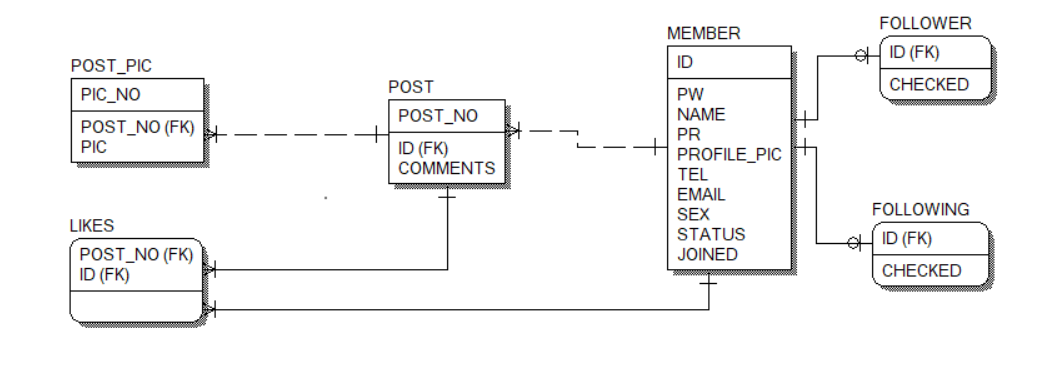 POST_PIC
PIC_NO
POST_NO (FK)
PIC
POST
POST_NO
ID (FK)
COMMENTS
MEMBER
ID
PW
NAME
PR
PROFILE_PIC
TEL
EMAIL
SEX
STATUS
JOINED
FOLLOWER
ID (FK)
CHECKED
LIKES
POST_NO (FK)
ID (FK)
FOLLOWING
ID (FK)
CHECKED